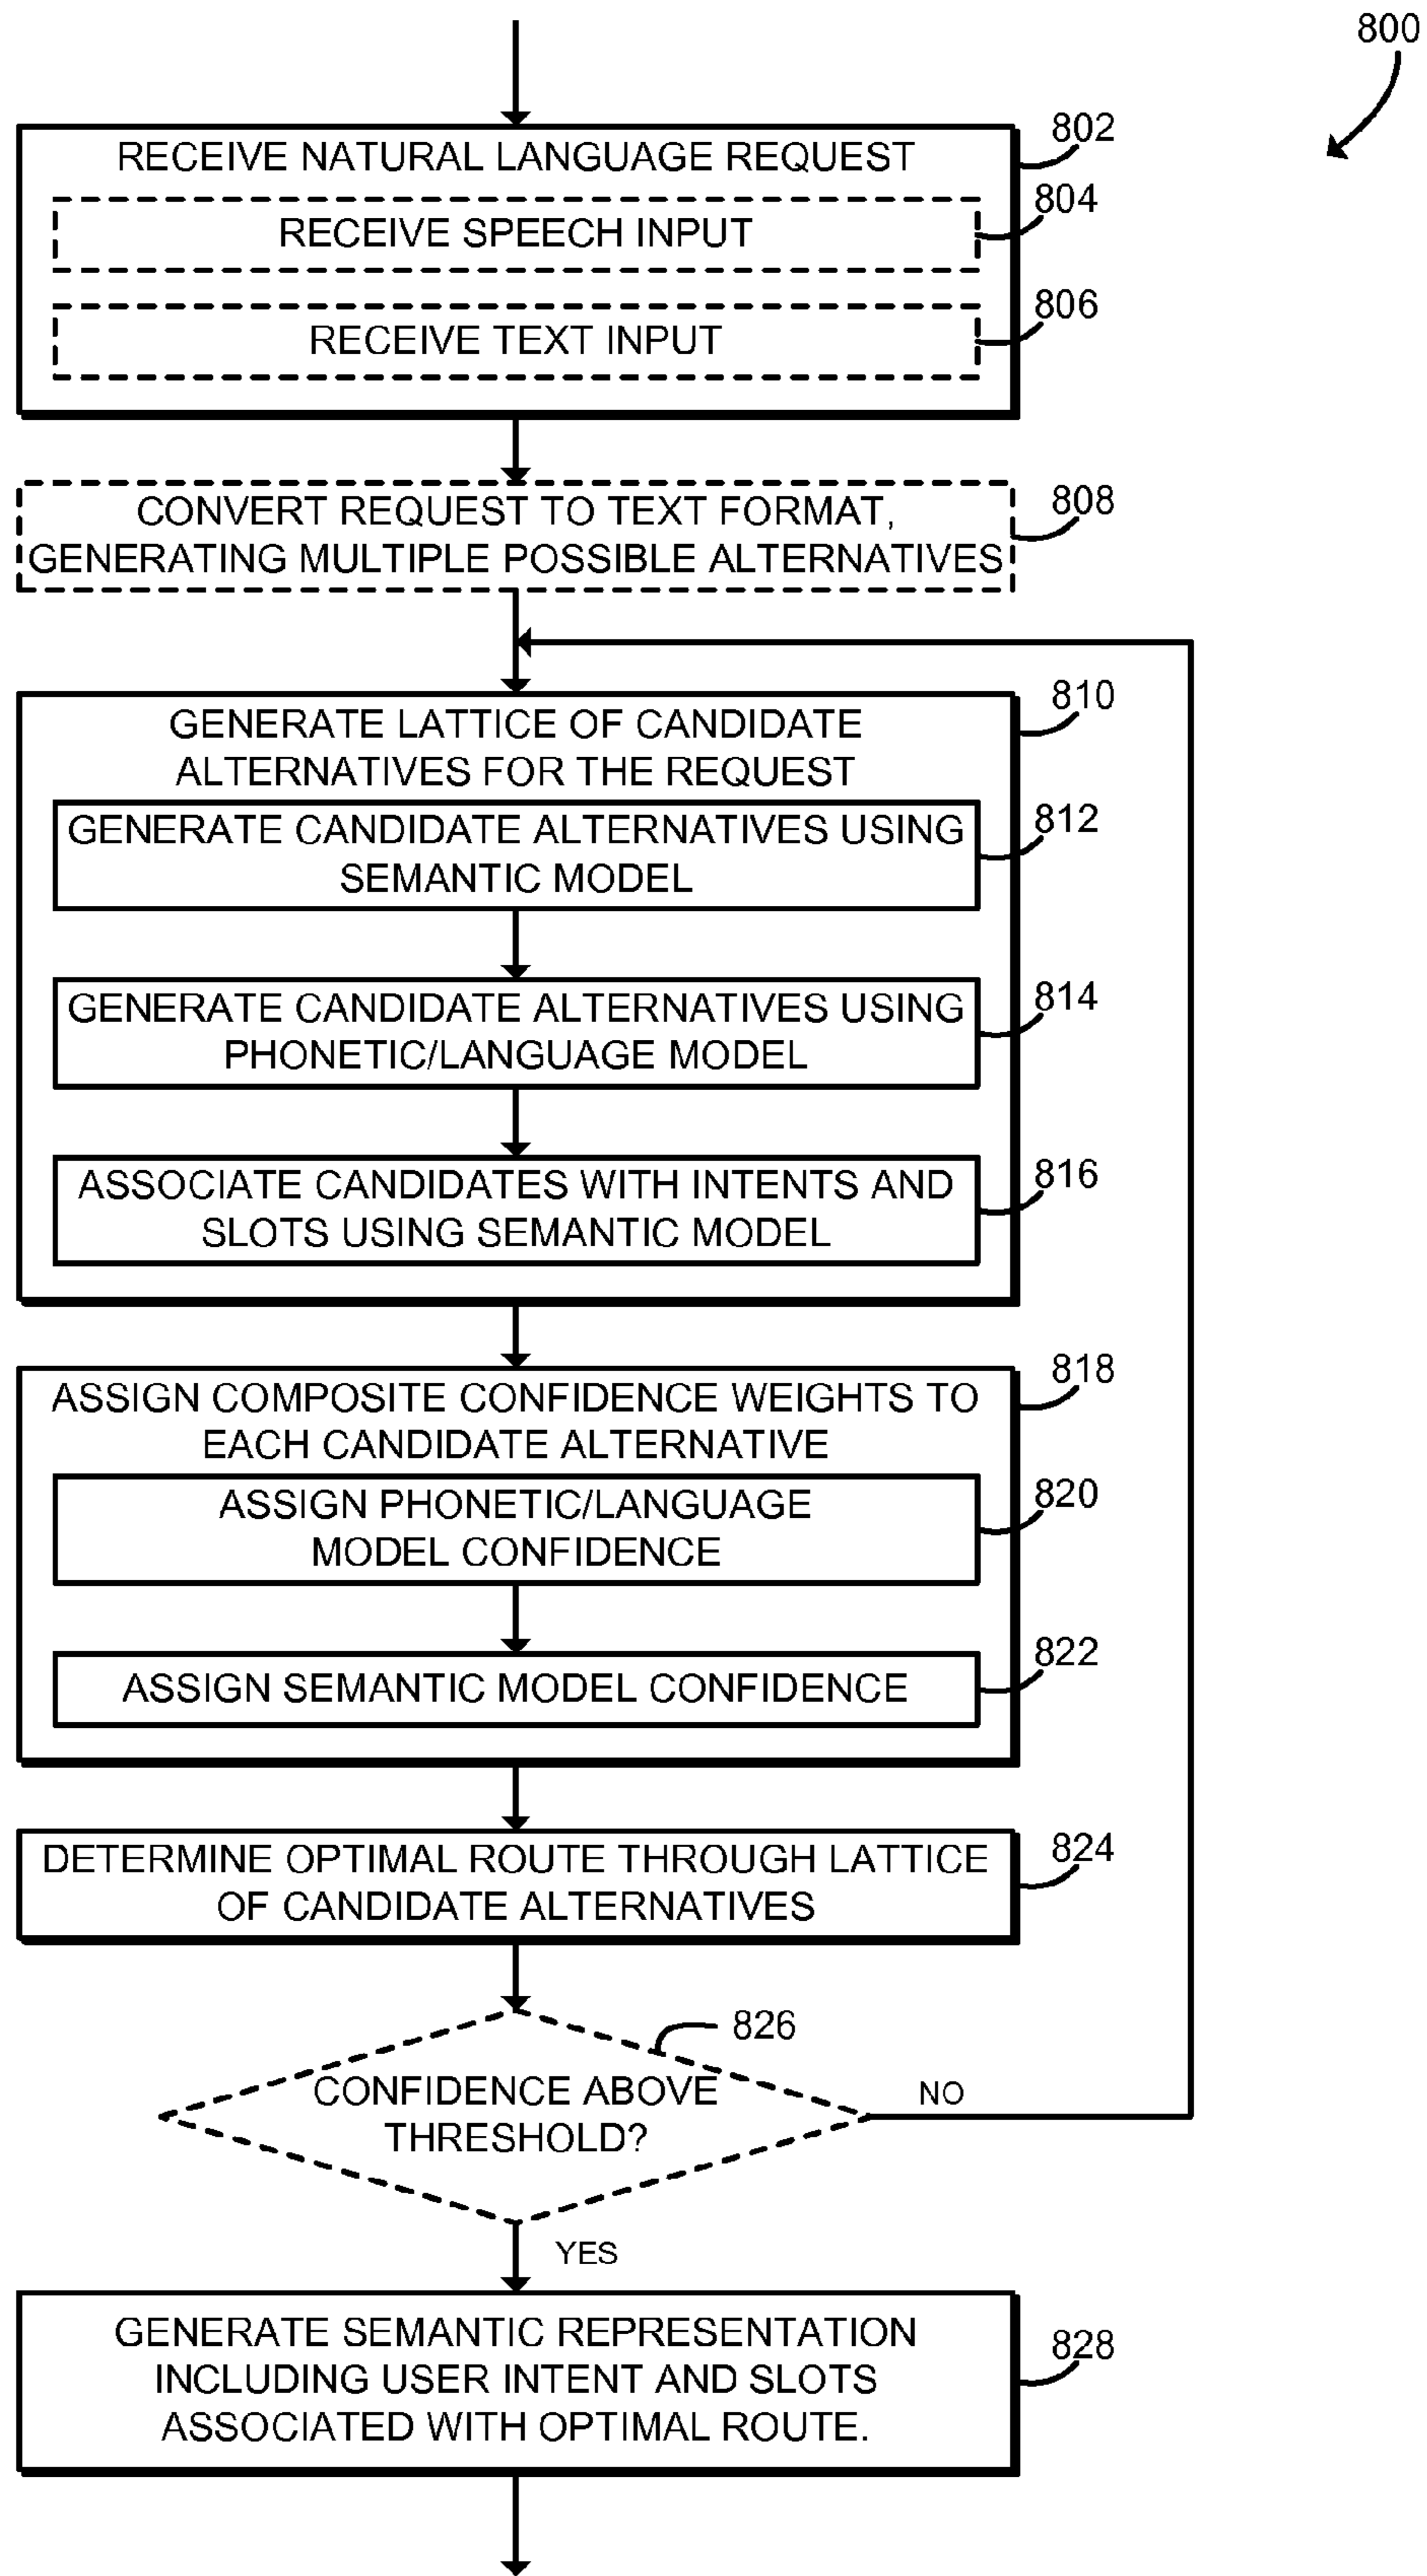 800
802
RECEIVE NATURAL LANGUAGE REQUEST
804
RECEIVE SPEECH INPUT
806
RECEIVE TEXT INPUT
808
CONVERT REQUEST TO TEXT FORMAT,
GENERATING MULTIPLE POSSIBLE ALTERNATIVES
810
GENERATE LATTICE OF CANDIDATE
ALTERNATIVES FOR THE REQUEST
812
GENERATE CANDIDATE ALTERNATIVES USING
SEMANTIC MODEL
814
GENERATE CANDIDATE ALTERNATIVES USING
PHONETIC/LANGUAGE MODEL
816
ASSOCIATE CANDIDATES WITH INTENTS AND
SLOTS USING SEMANTIC MODEL
818
ASSIGN COMPOSITE CONFIDENCE WEIGHTS TO
EACH CANDIDATE ALTERNATIVE
820
ASSIGN PHONETIC/LANGUAGE
MODEL CONFIDENCE
822
ASSIGN SEMANTIC MODEL CONFIDENCE
824
DETERMINE OPTIMAL ROUTE THROUGH LATTICE
OF CANDIDATE ALTERNATIVES
826
CONFIDENCE ABOVE
THRESHOLD?
NO
YES
828
GENERATE SEMANTIC REPRESENTATION
INCLUDING USER INTENT AND SLOTS
ASSOCIATED WITH OPTIMAL ROUTE.